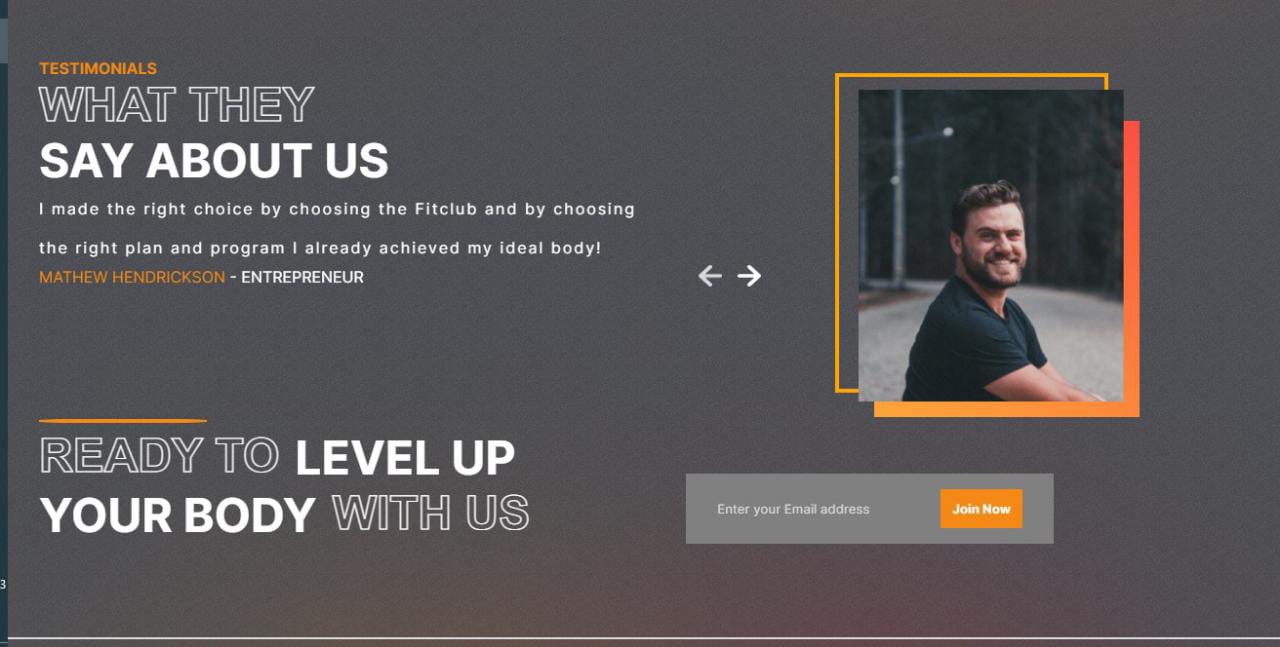 TESTIMONIALS
WHAT THEY
SAY ABOUT US
I made the right choice by choosing the Fitclub and by choosing
the right plan and program I already achieved my ideal body!
MATHEW HENDRICKSON - ENTREPRENEUR
READY TO LEVEL UP
YOUR BODY WITH US
Enter your Email address
Join Now
3